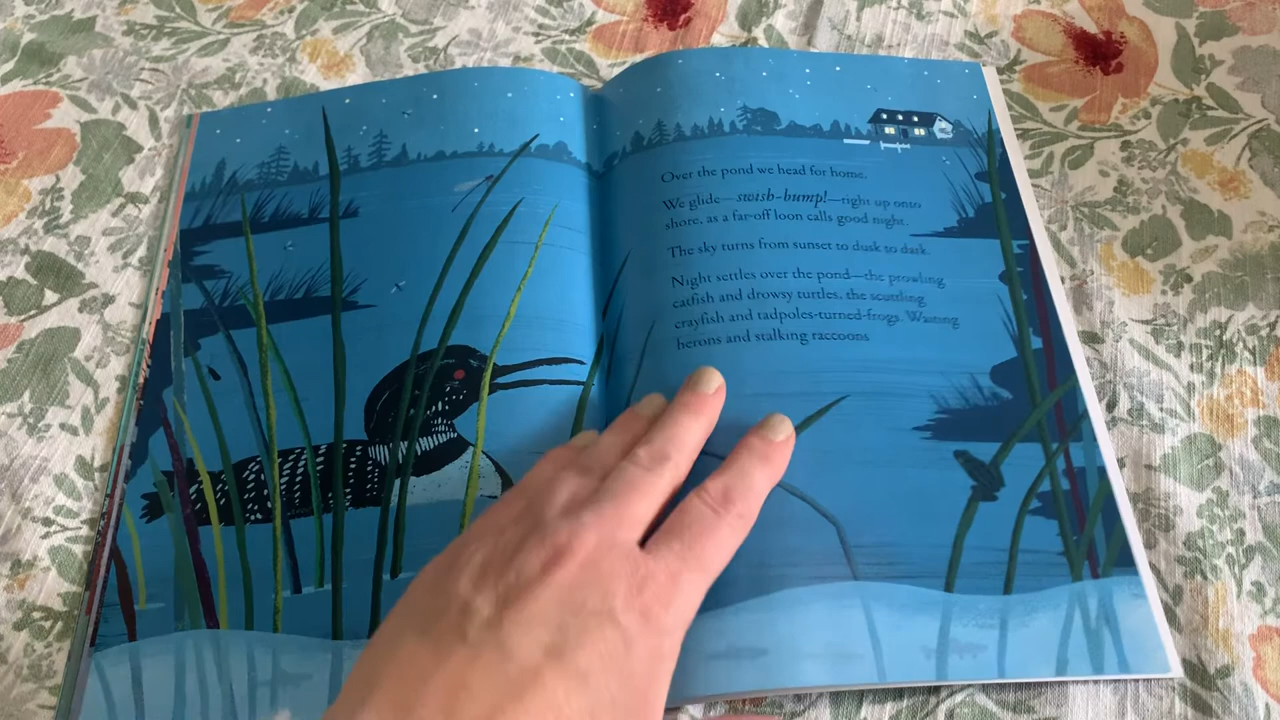 Over the pond we head for home.
We glide—swish-bump!—right up onto
shore, as a far-off loon calls good night.
The sky turns from sunset to dusk to dark.
Night settles over the pond—the prowling
catfish and drowsy turtles, the scuttling
crayfish and tadpoles-turned-frogs. Waiting
herons and stalking raccoons